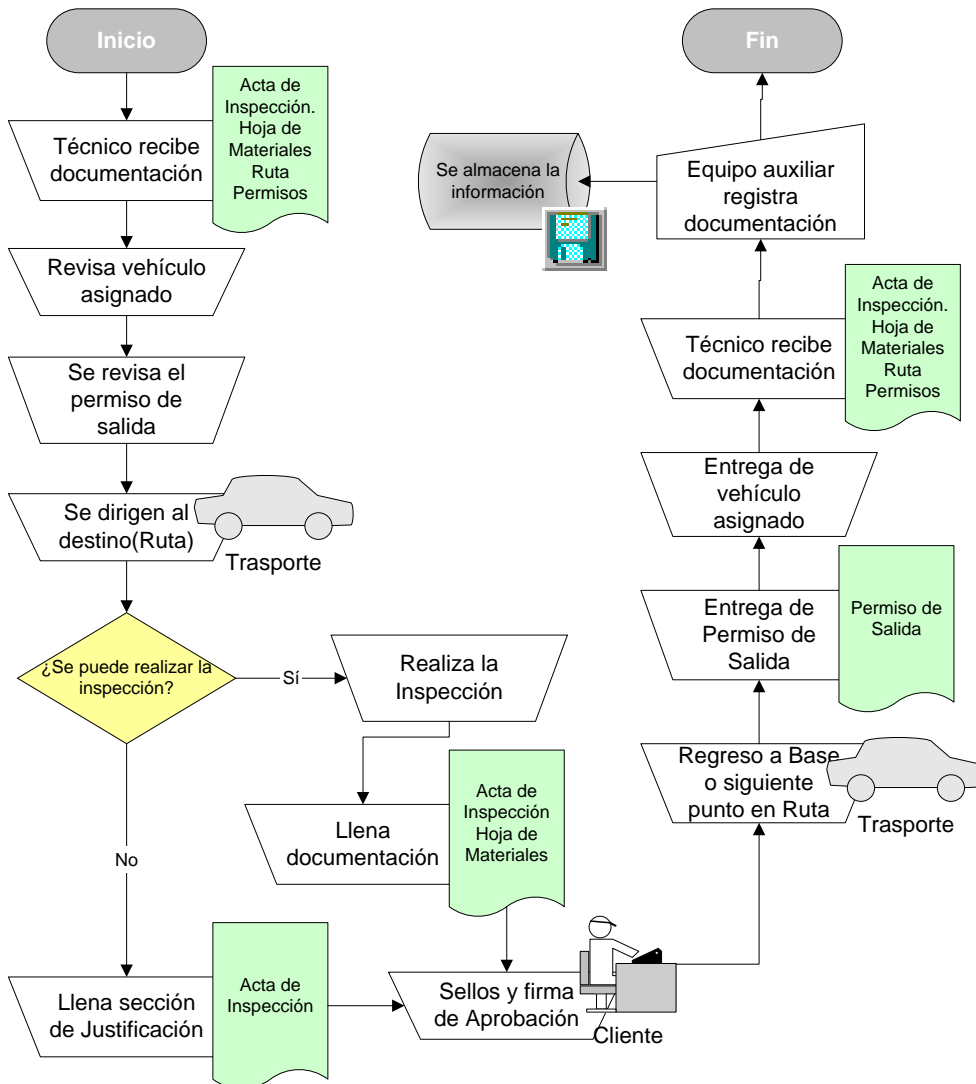 Inicio
Técnico recibe
documentación
Acta de
Inspección.
Hoja de
Materiales
Ruta
Permisos
Revisa vehículo
asignado
Se revisa el
permiso de
salida
Se dirigen al
destino(Ruta)
Trasporte
¿Se puede realizar la
inspección?
Sí
Realiza la
Inspección
Llena
documentación
Acta de
Inspección
Hoja de
Materiales
No
Llena sección
de Justificación
Acta de
Inspección
Sellos y firma
de Aprobación
Cliente
Regreso a Base
o siguiente
punto en Ruta
Trasporte
Entrega de
Permiso de
Salida
Permiso de
Salida
Entrega de
vehículo
asignado
Técnico recibe
documentación
Acta de
Inspección.
Hoja de
Materiales
Ruta
Permisos
Equipo auxiliar
registra
documentación
Se almacena la
información
Fin